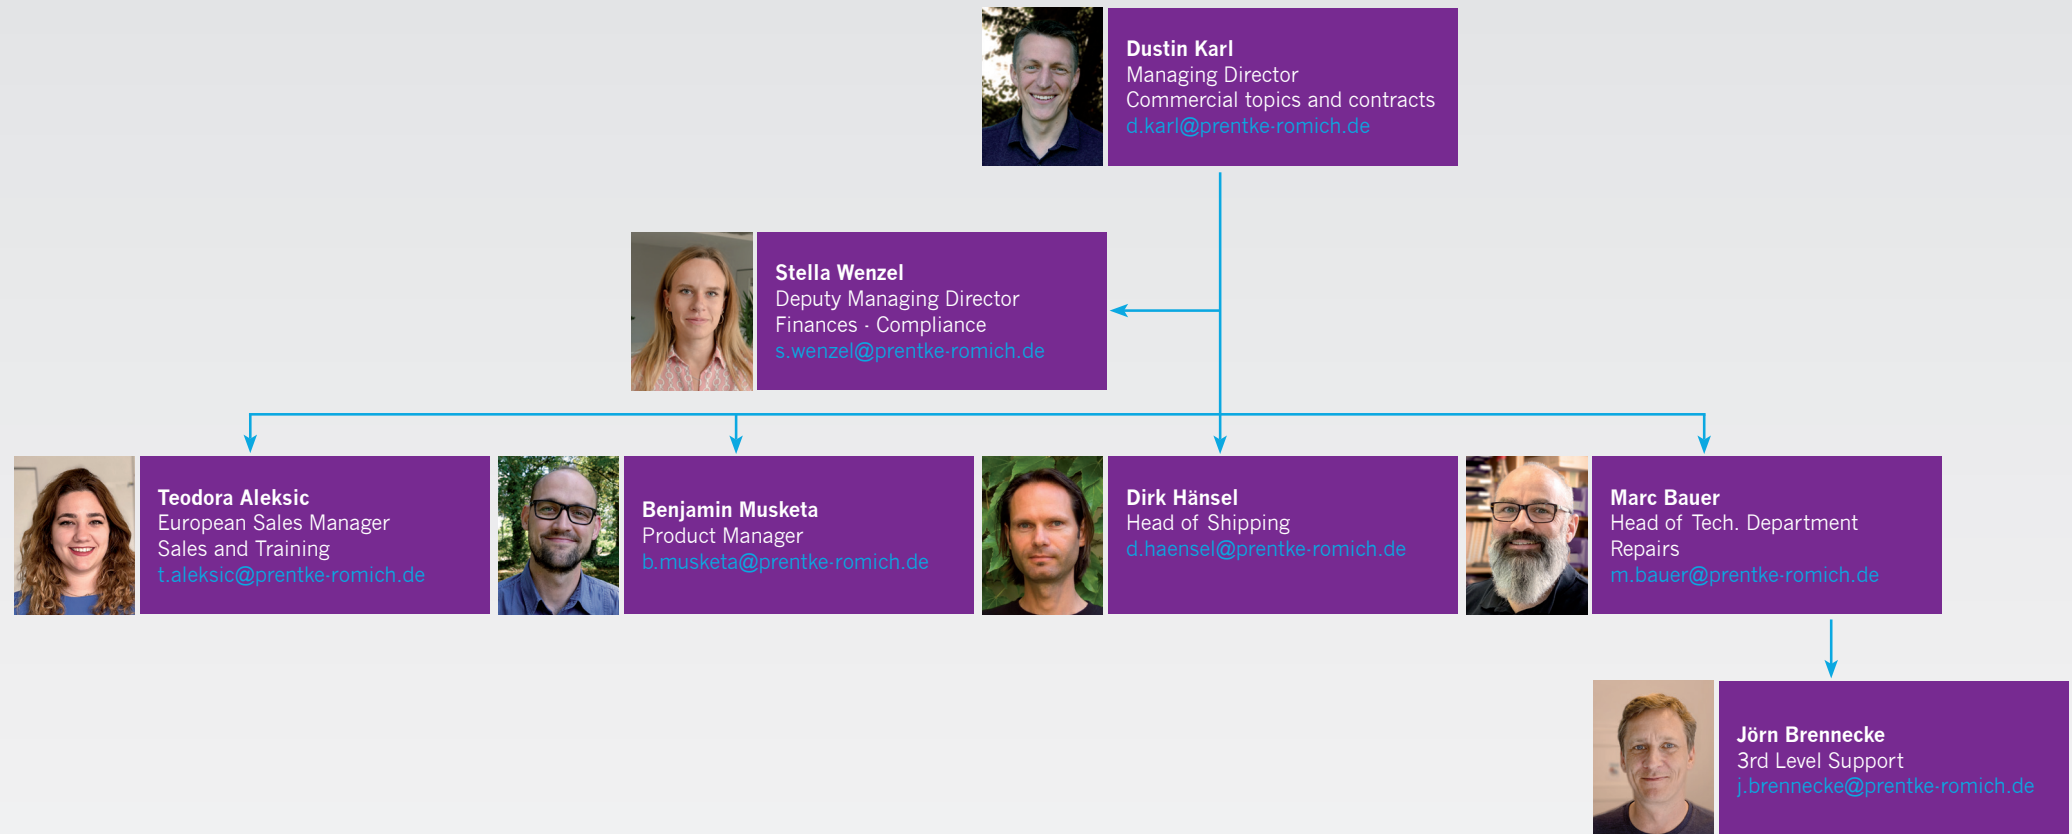 Dustin Karl
Managing Director
Commercial topics and contracts
d.karl@prentke-romich.de
Stella Wenzel
Deputy Managing Director
Finances · Compliance
s.wenzel@prentke-romich.de
Teodora Aleksic
European Sales Manager
Sales and Training
t.aleksic@prentke-romich.de
Benjamin Musketa
Product Manager
b.musketa@prentke-romich.de
Dirk Hänsel
Head of Shipping
d.haensel@prentke-romich.de
Marc Bauer
Head of Tech. Department
Repairs
m.bauer@prentke-romich.de
Jörn Brennecke
3rd Level Support
j.brennecke@prentke-romich.de